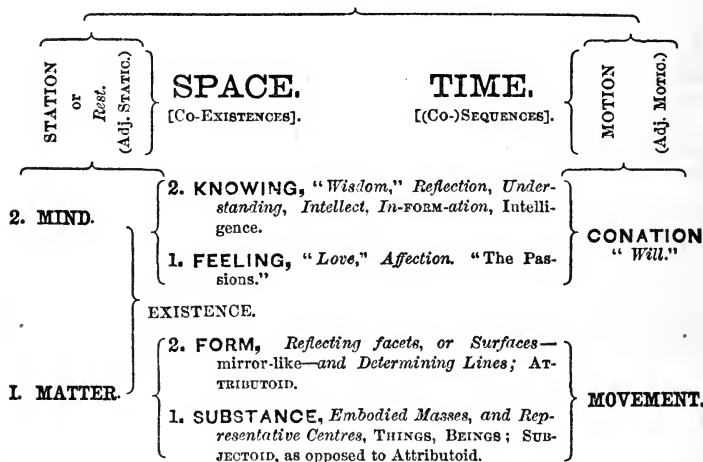 STATION
or
Rest.
(Adj. STATIC.)
SPACE.
[CO-EXISTENCES].
TIME.
[(CO-)SEQUENCES].
MOTION
(Adj. MOTIC.)
2. MIND.
2. KNOWING, "Wisdom," Reflection, Under-
standing, Intellect, IN-FORM-ation, Intelli-
gence.
1. FEELING, "Love," Affection. "The Pas-
sions."
CONATION
"Will."
EXISTENCE.
I. MATTER.
2. FORM, Reflecting facets, or Surfaces—
mirror-like—and Determining Lines; AT-
TRIBUTOID.
1. SUBSTANCE, Embodied Masses, and Rep-
resentative Centres, THINGS, BEINGS; SUB-
JECTOID, as opposed to Attributoid.
MOVEMENT.